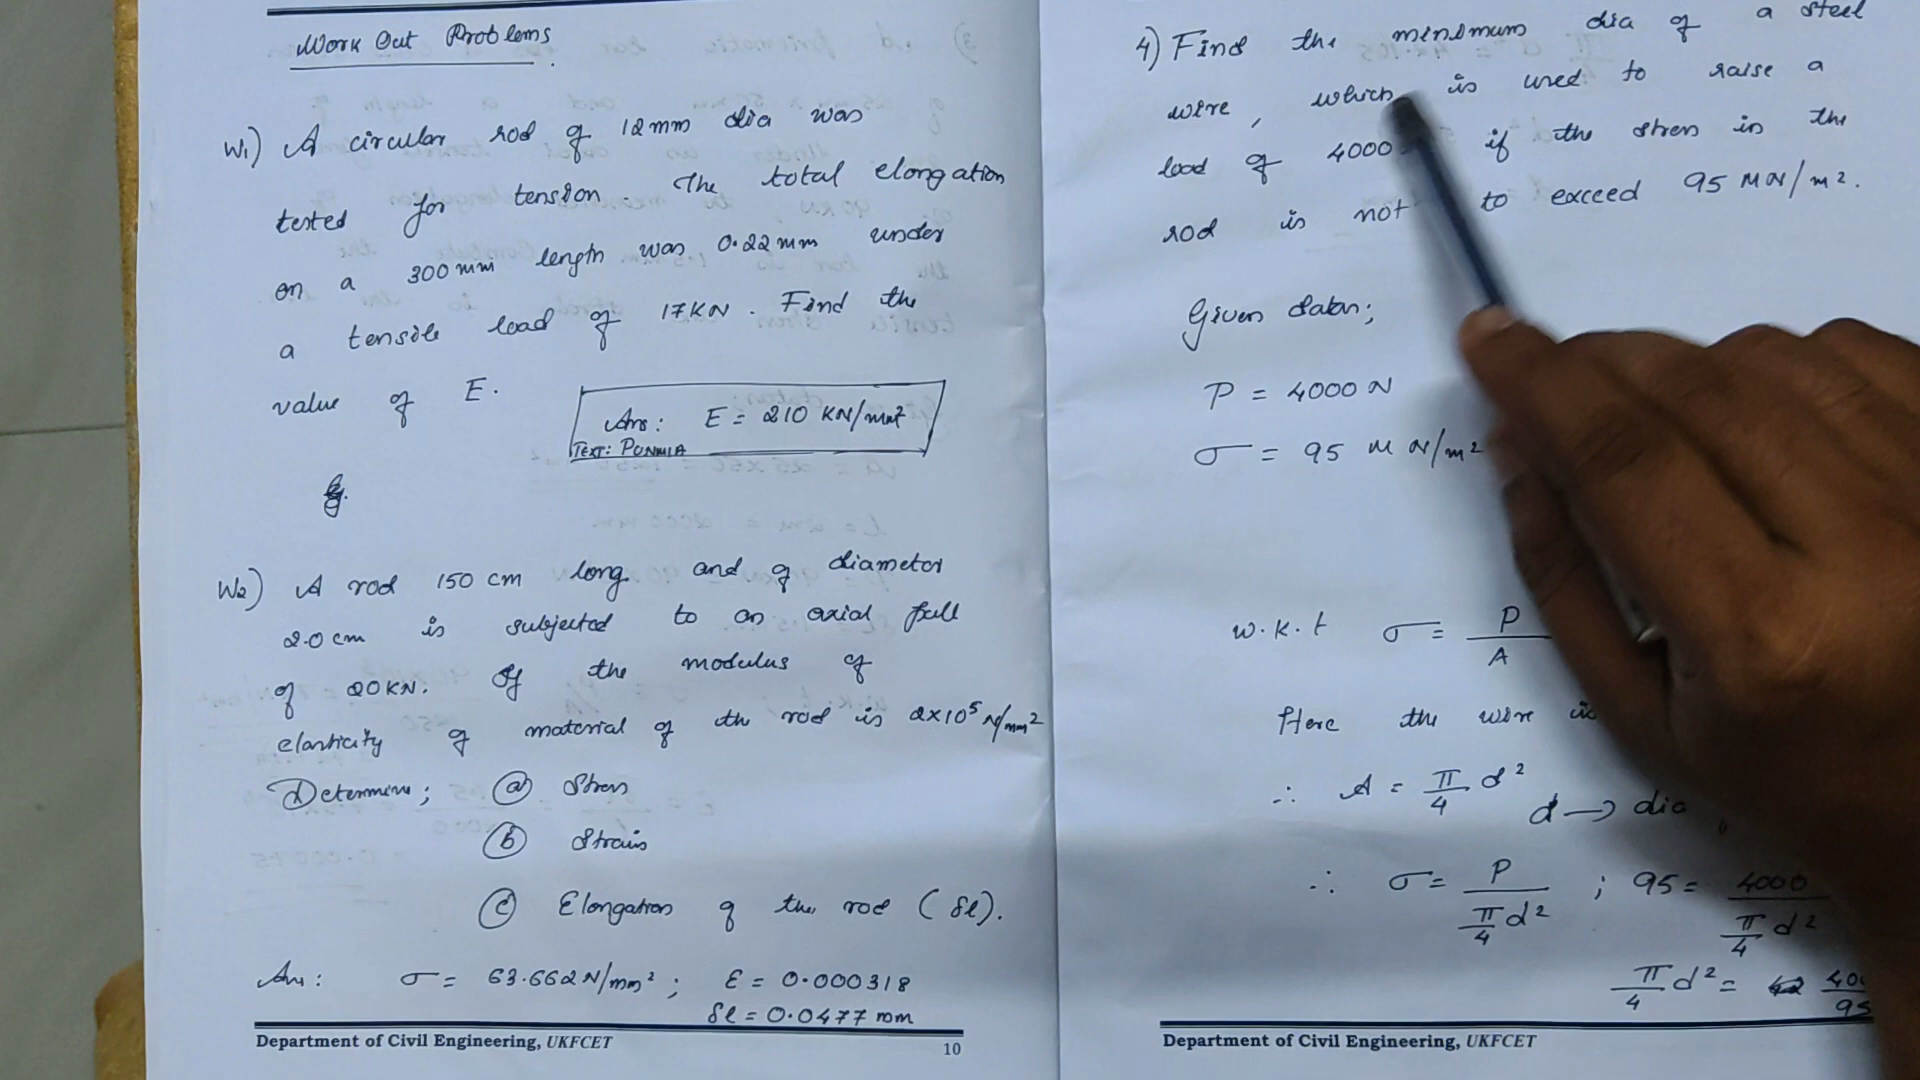 Work Out Problems
W1) A circular rod of 12mm dia was
tested for tension. The total elongation
on a 300mm length was 0.22mm under
a tensile load of 17KN. Find the
value of E.
Ans: E = 210 KN/mm²
TEXT: PUNMIA
W2) A rod 150 cm long and of diameter
2.0 cm is subjected to an axial pull
of 20KN. If the modulus of
elasticity of material of the rod is 2x10⁵ N/mm²
Determine; (a) Stress
(b) Strain
(c) Elongation of the rod (δl).
Ans: σ = 63.662N/mm²; ε = 0.000318
δl = 0.0477 mm
Department of Civil Engineering, UKFCET
10
4) Find the minimum dia of a steel
wire, which is used to raise a
load of 4000 if the stress in the
rod is not to exceed 95 MN/m².
Given data;
P = 4000 N
σ = 95 MN/m²
w.k.t σ = P/A
Here the wire
∴ A = π/4 d²
d → dia
∴ σ = P/(π/4 d²) ; 95 = 4000/(π/4 d²)
π/4 d² =
Department of Civil Engineering, UKFCET